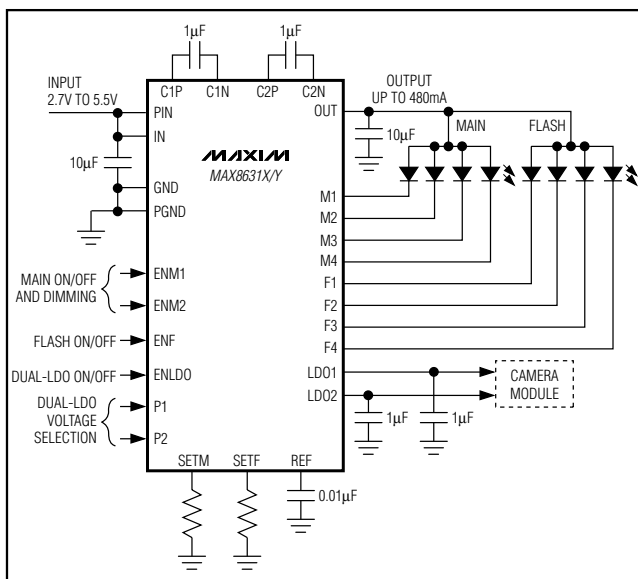 1µF
1µF
INPUT
2.7V TO 5.5V
C1P
C1N
C2P
C2N
OUTPUT
UP TO 480mA
PIN
OUT
IN
10µF
MAIN
FLASH
10µF
MAXIM
MAX8631X/Y
GND
PGND
M1
M2
M3
M4
MAIN ON/OFF
AND DIMMING
ENM1
ENM2
F1
F2
FLASH ON/OFF
ENF
F3
F4
DUAL-LDO ON/OFF
ENLDO
LDO1
LDO2
CAMERA
MODULE
DUAL-LDO
VOLTAGE
SELECTION
P1
P2
1µF
1µF
SETM
SETF
REF
0.01µF